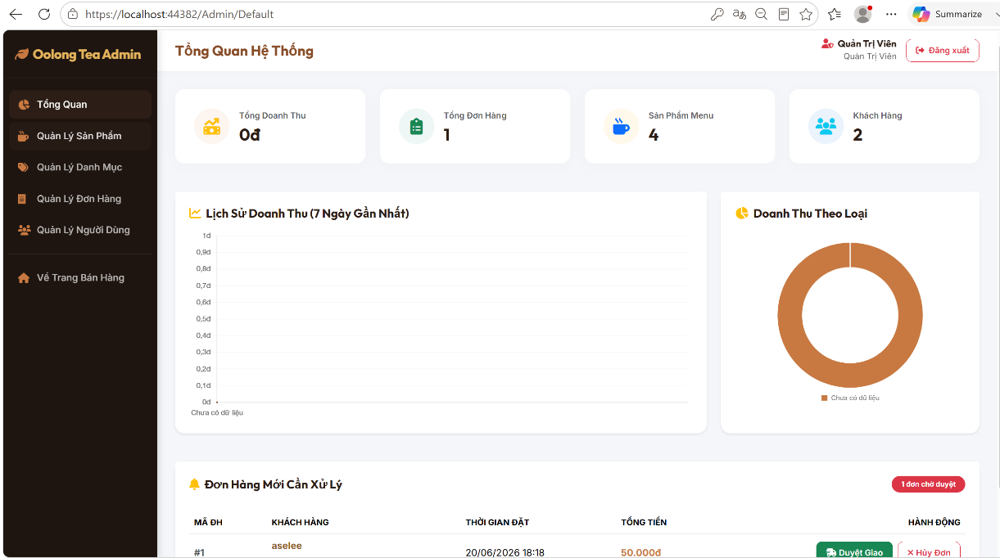 https://localhost:44382/Admin/Default
Summarize
Oolong Tea Admin
Tổng Quan
Quản Lý Sản Phẩm
Quản Lý Danh Mục
Quản Lý Đơn Hàng
Quản Lý Người Dùng
Về Trang Bán Hàng
Tổng Quan Hệ Thống
Quản Trị Viên
Quản Trị Viên
Đăng xuất
Tổng Doanh Thu
0đ
Tổng Đơn Hàng
1
Sản Phẩm Menu
4
Khách Hàng
2
Lịch Sử Doanh Thu (7 Ngày Gần Nhất)
1đ
0,9đ
0,8đ
0,7đ
0,6đ
0,5đ
0,4đ
0,3đ
0,2đ
0,1đ
0đ
Chưa có dữ liệu
Doanh Thu Theo Loại
Chưa có dữ liệu
Đơn Hàng Mới Cần Xử Lý
1 đơn chờ duyệt
MÃ ĐH KHÁCH HÀNG THỜI GIAN ĐẶT TỔNG TIỀN HÀNH ĐỘNG
aselee
#1 20/06/2026 18:18 50.000đ Duyệt Giao Hủy Đơn